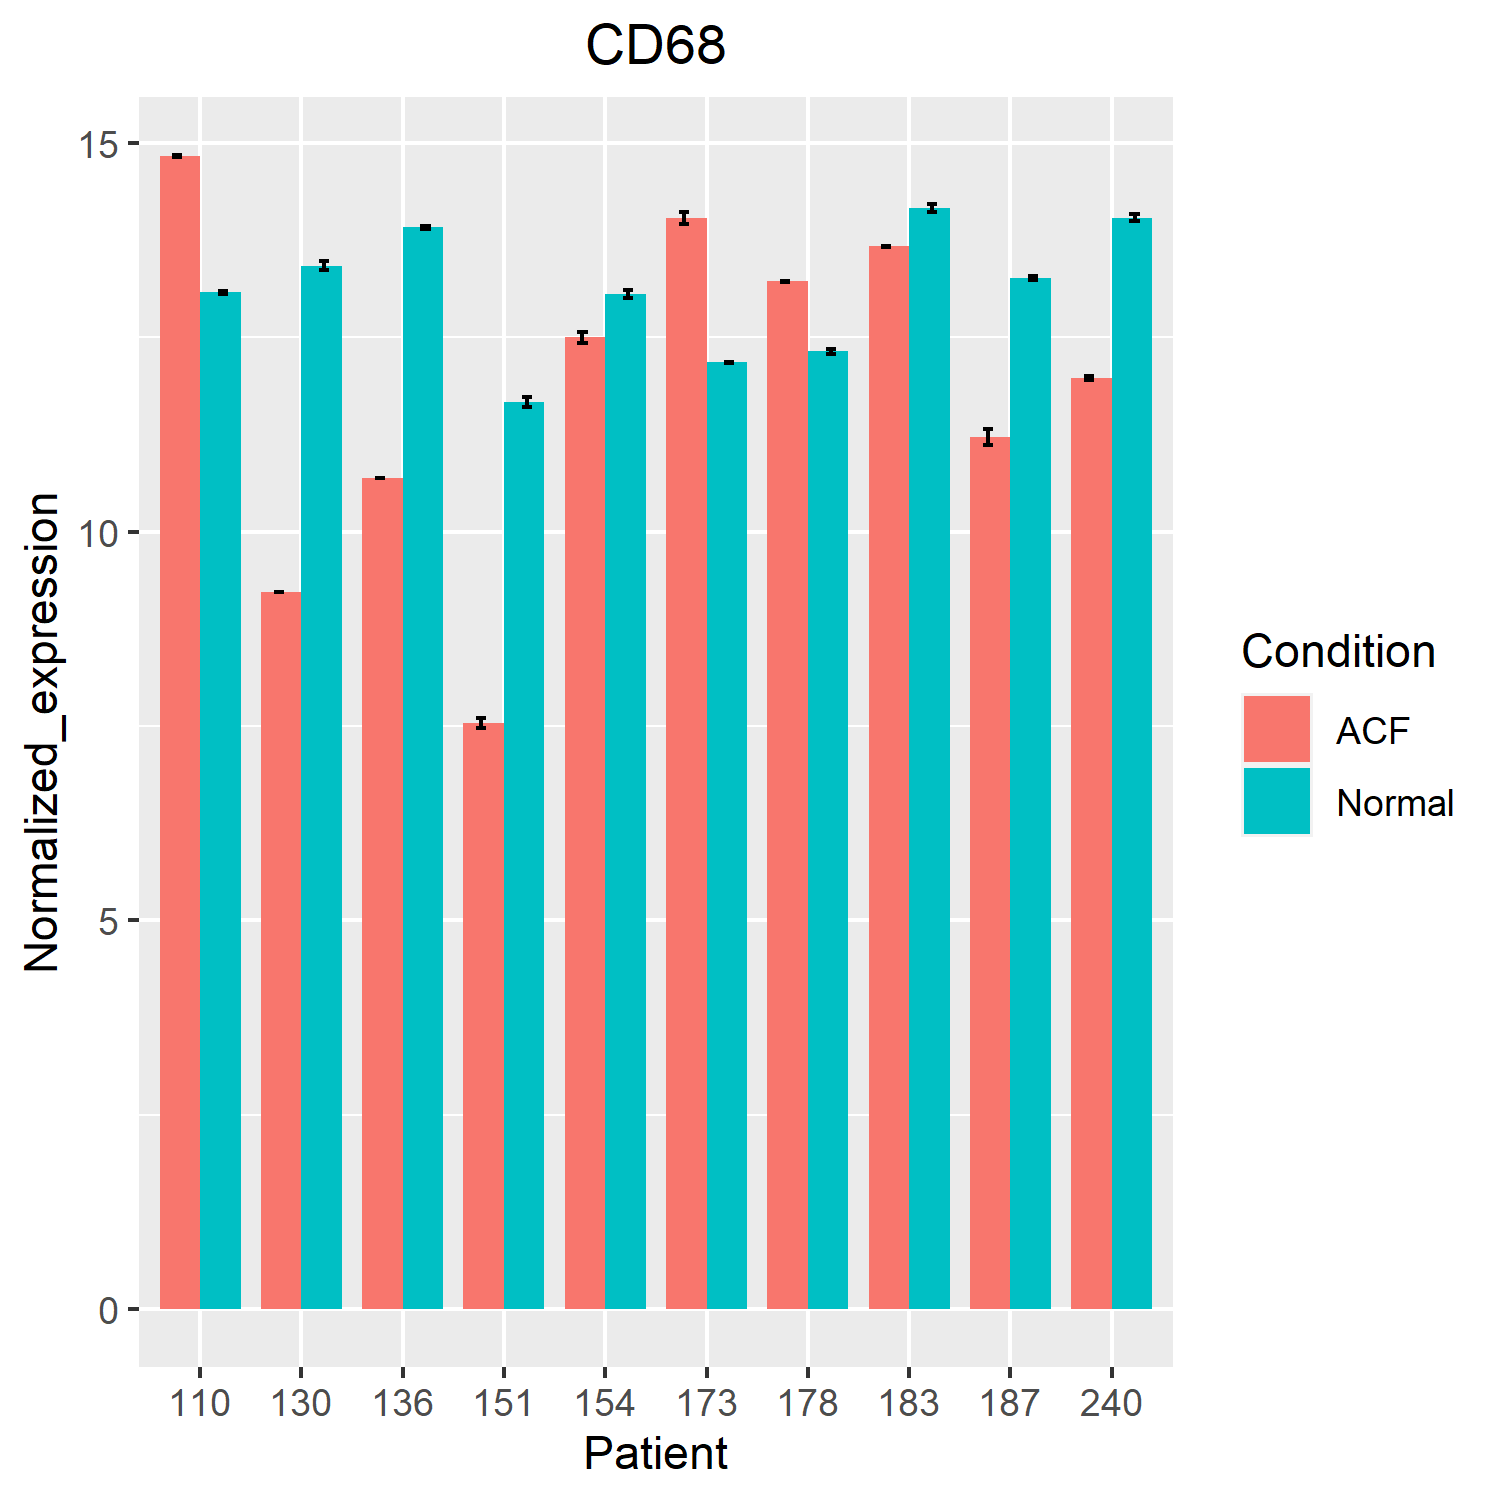 CD68
15
10
5
0
Normalized_expression
110 130 136 151 154 173 178 183 187 240
Patient
Condition
ACF
Normal